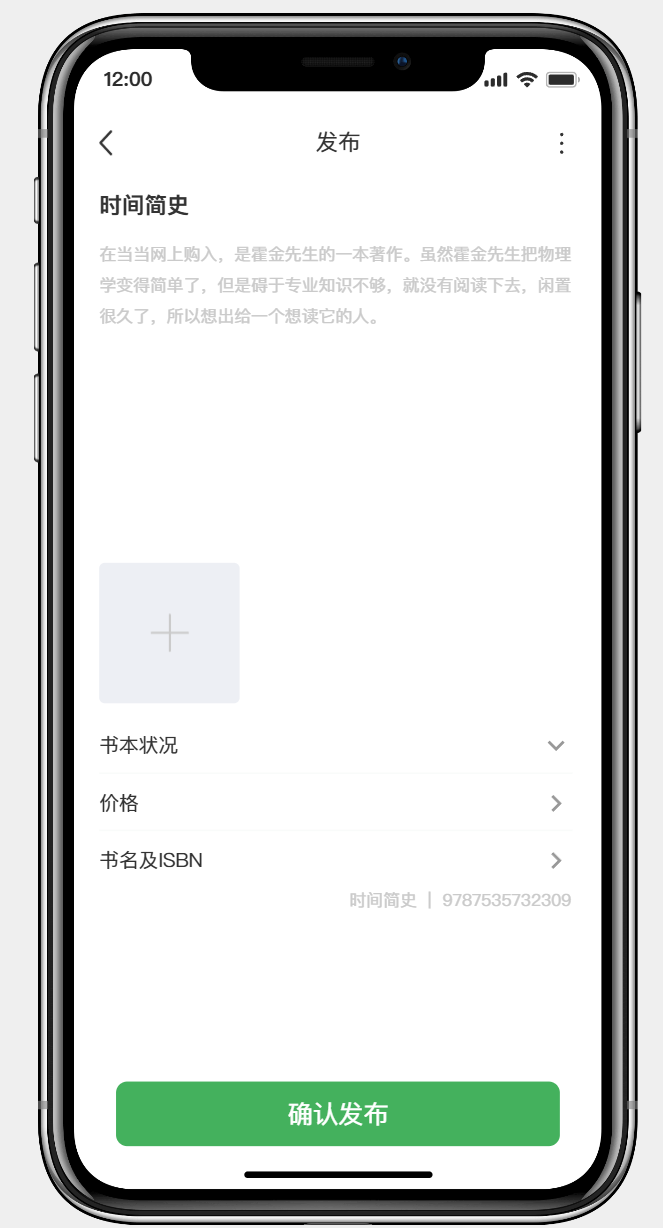 12:00
发布
时间简史
在当当网上购入，是霍金先生的一本著作。虽然霍金先生把物理
学变得简单了，但是碍于专业知识不够，就没有阅读下去，闲置
很久了，所以想出给一个想读它的人。
书本状况
价格
书名及ISBN
时间简史 | 9787535732309
确认发布